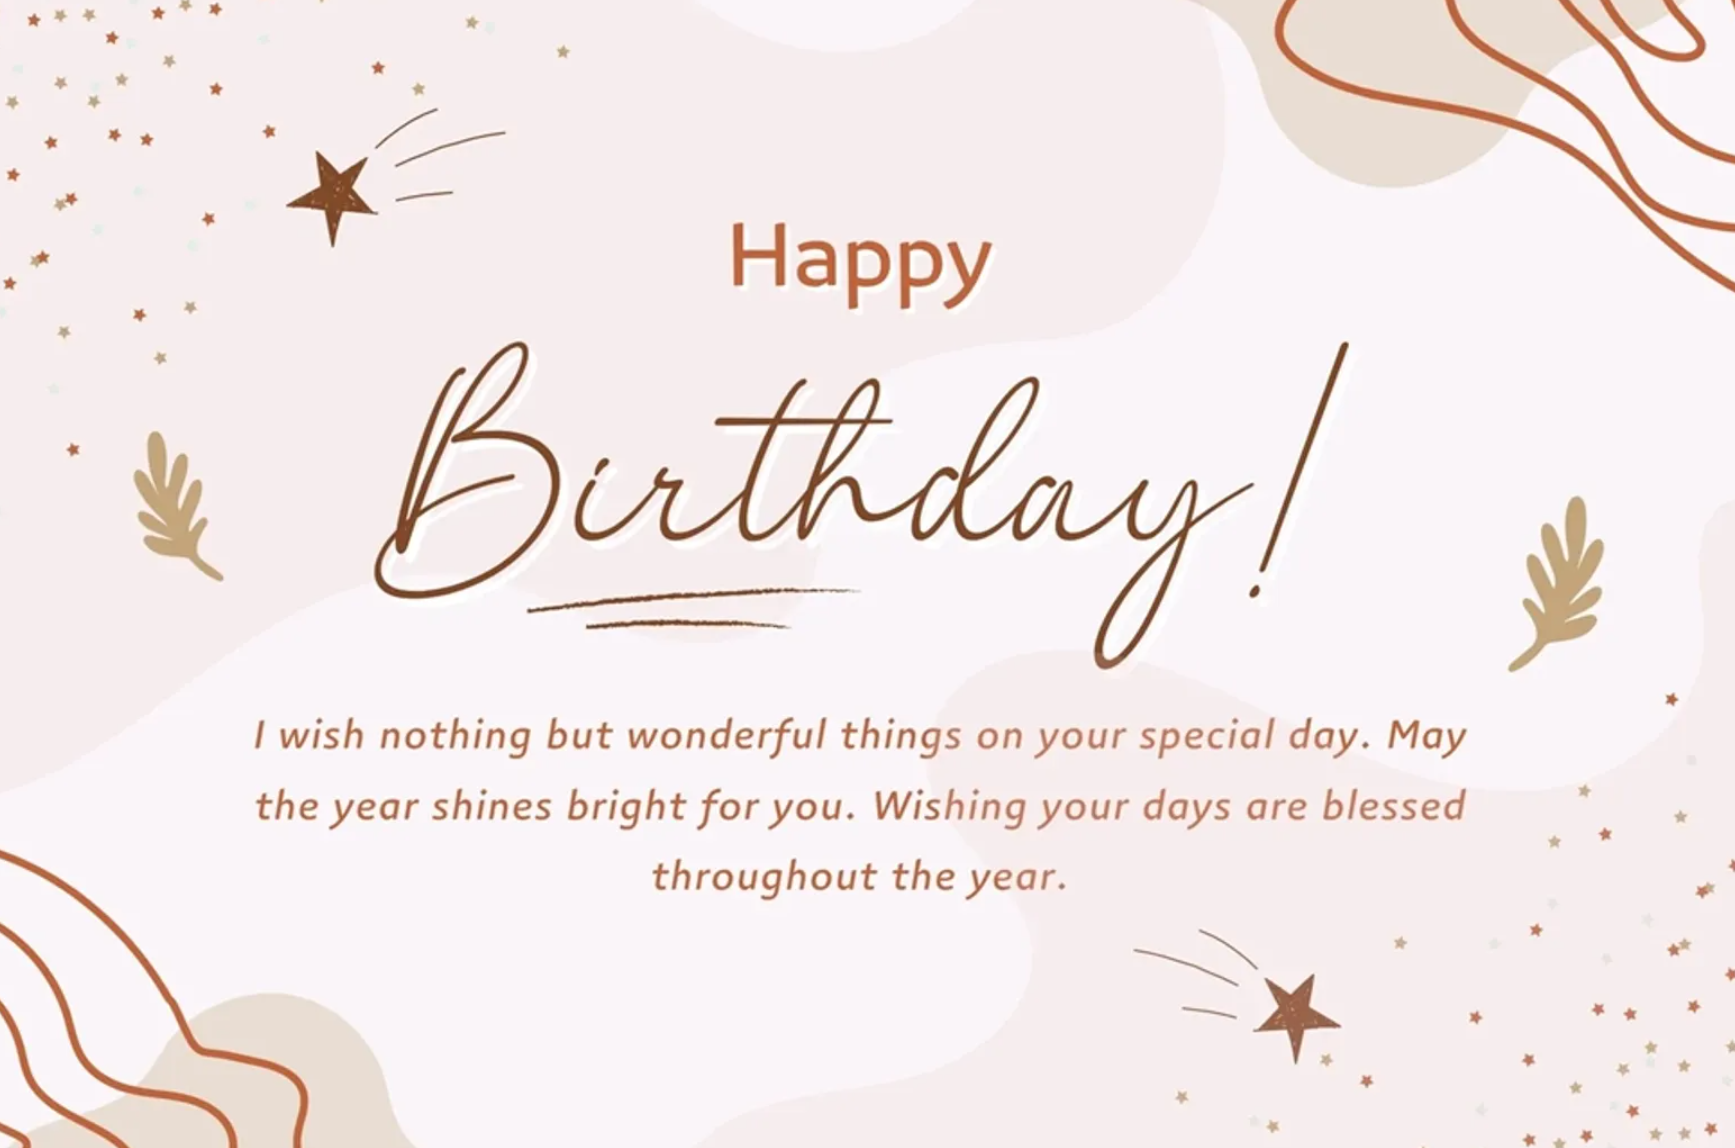 Happy
Birthday!
I wish nothing but wonderful things on your special day. May
the year shines bright for you. Wishing your days are blessed
throughout the year.